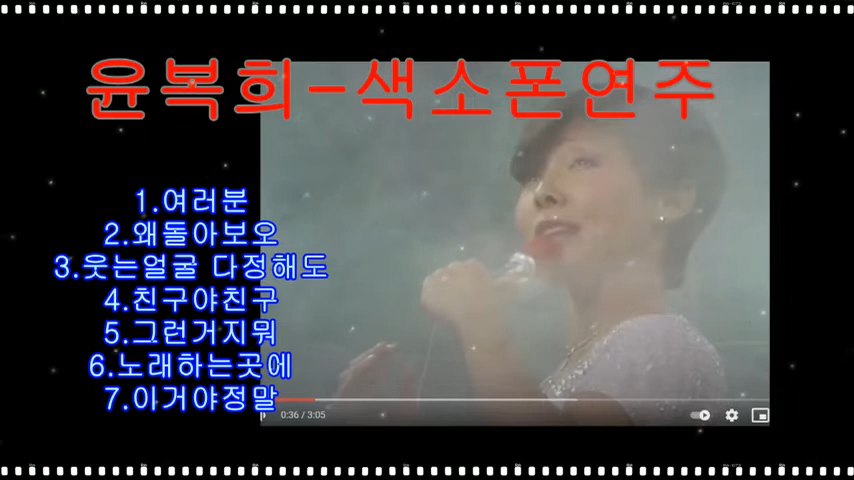 윤복희-색소폰연주
1.여러분
2.왜돌아보오
3.웃는얼굴 다정해도
4.친구야친구
5.그런거지뭐
6.노래하는곳에
7.이거야정말
0:36 / 3:05